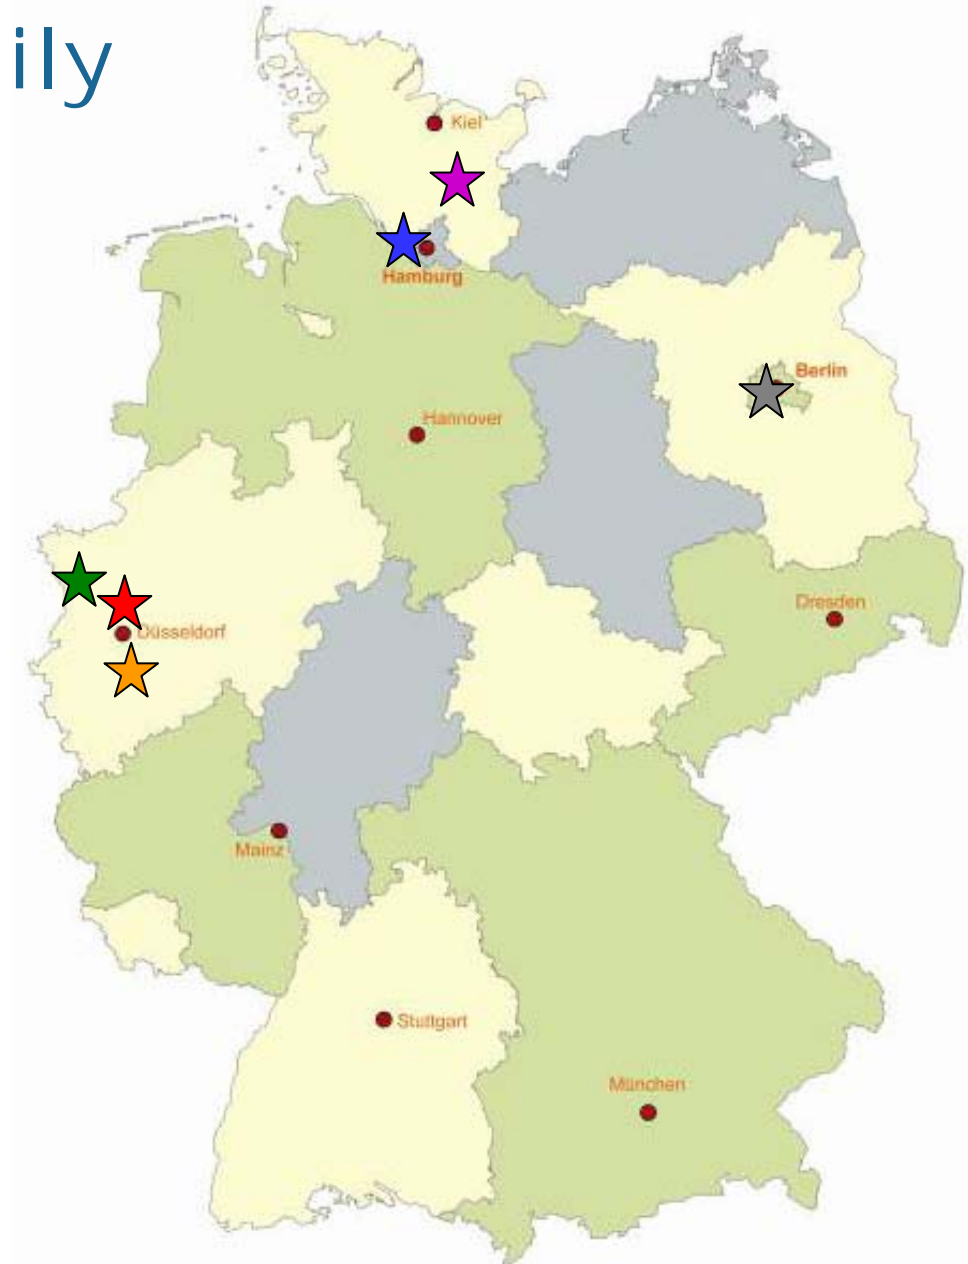 ily
Kiel
Hamburg
Berlin
Hannover
Dresden
Düsseldorf
Mainz
Stuttgart
München